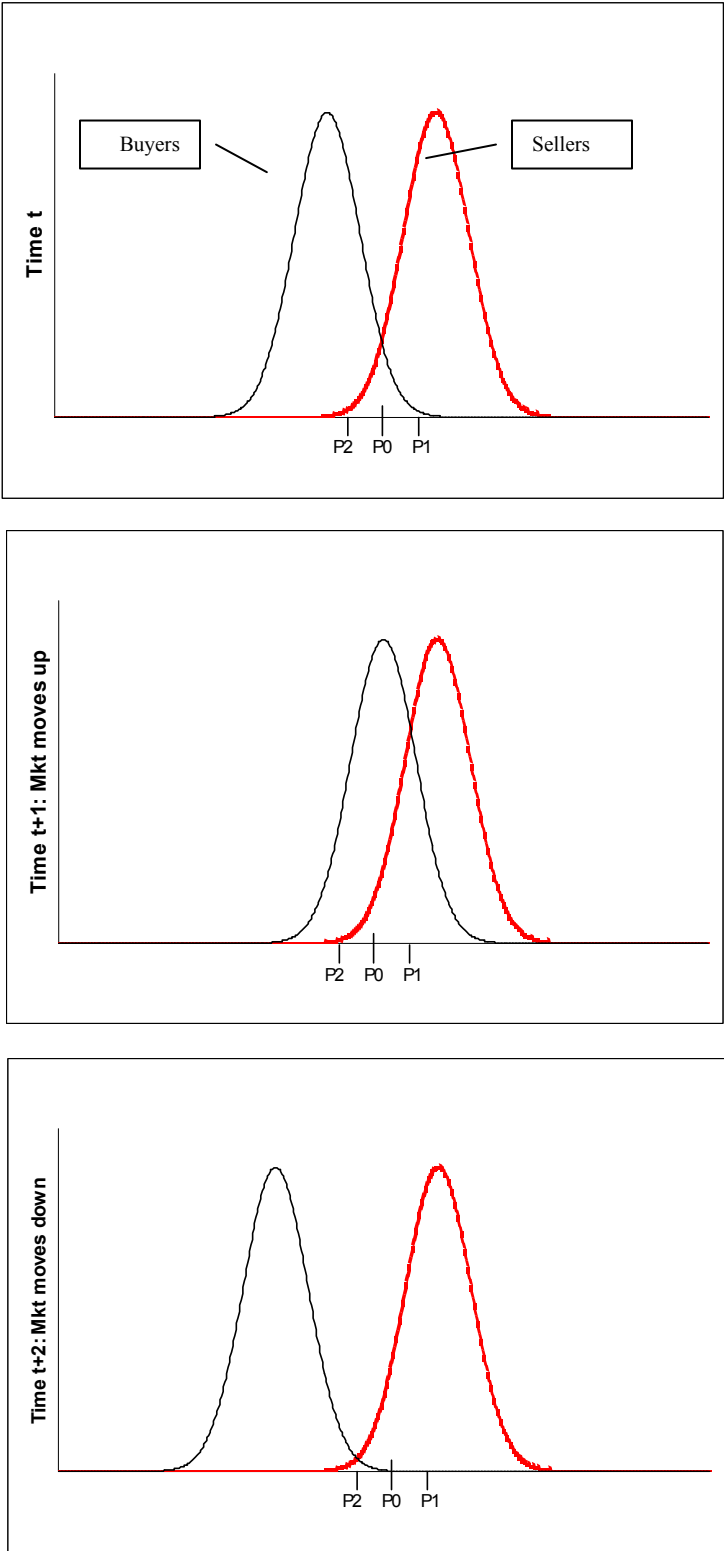 Time t
Buyers
Sellers
P2 P0 P1
Time t+1: Mkt moves up
P2 P0 P1
Time t+2: Mkt moves down
P2 P0 P1